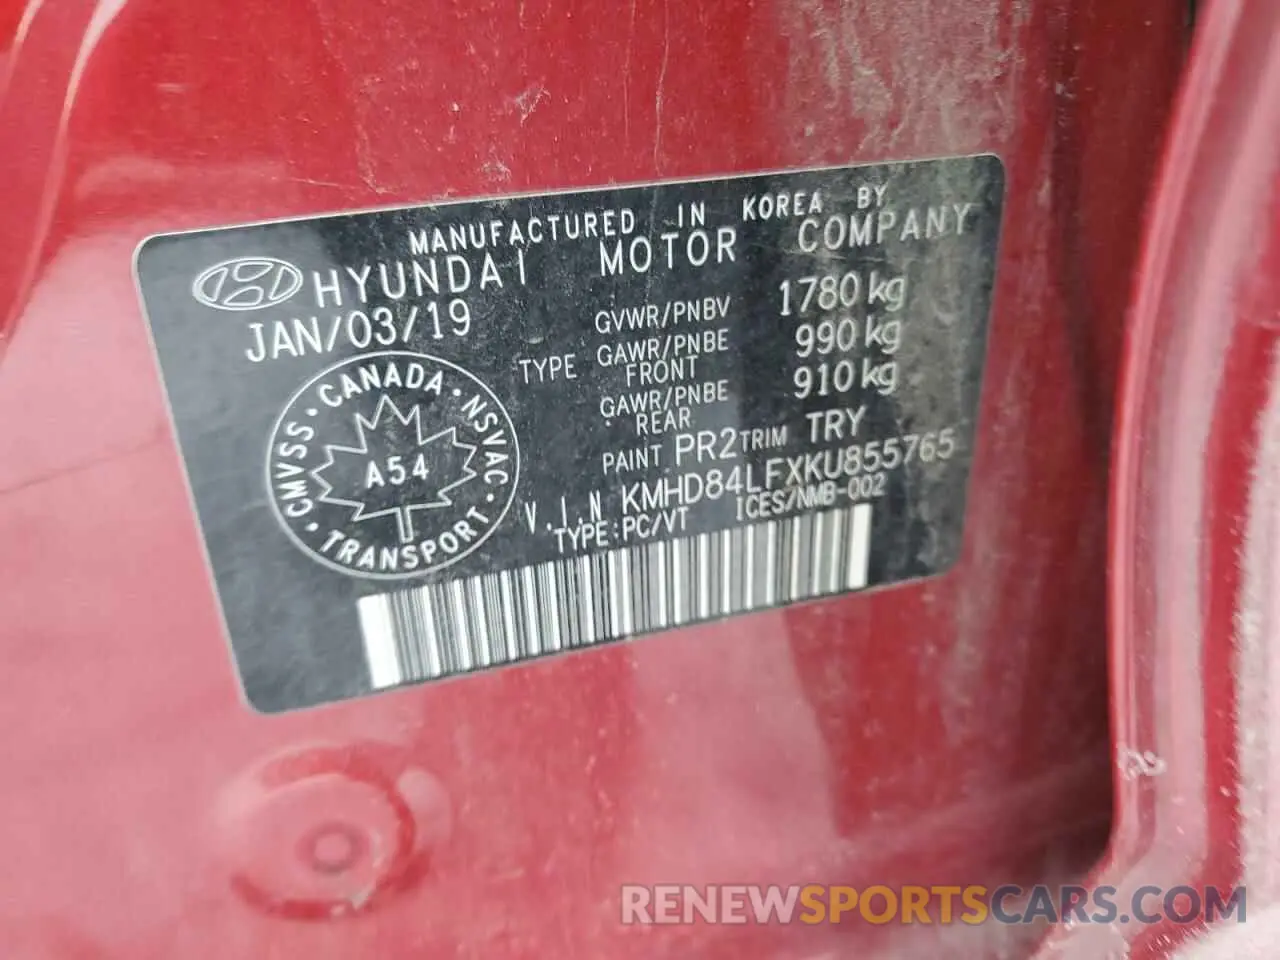 MANUFACTURED IN KOREA BY
HYUNDAI MOTOR COMPANY
JAN/03/19
GVWR/PNBV 1780 kg
TYPE GAWR/PNBE FRONT 990 kg
GAWR/PNBE REAR 910 kg
PAINT PR2 TRIM TRY
V.I.N KMHD84LFXKU855765
TYPE:PC/VT ICES/NMB-002
CANADA · NSVAC · TRANSPORT · CMVSS
A54
RENEWSPORTSCARS.COM